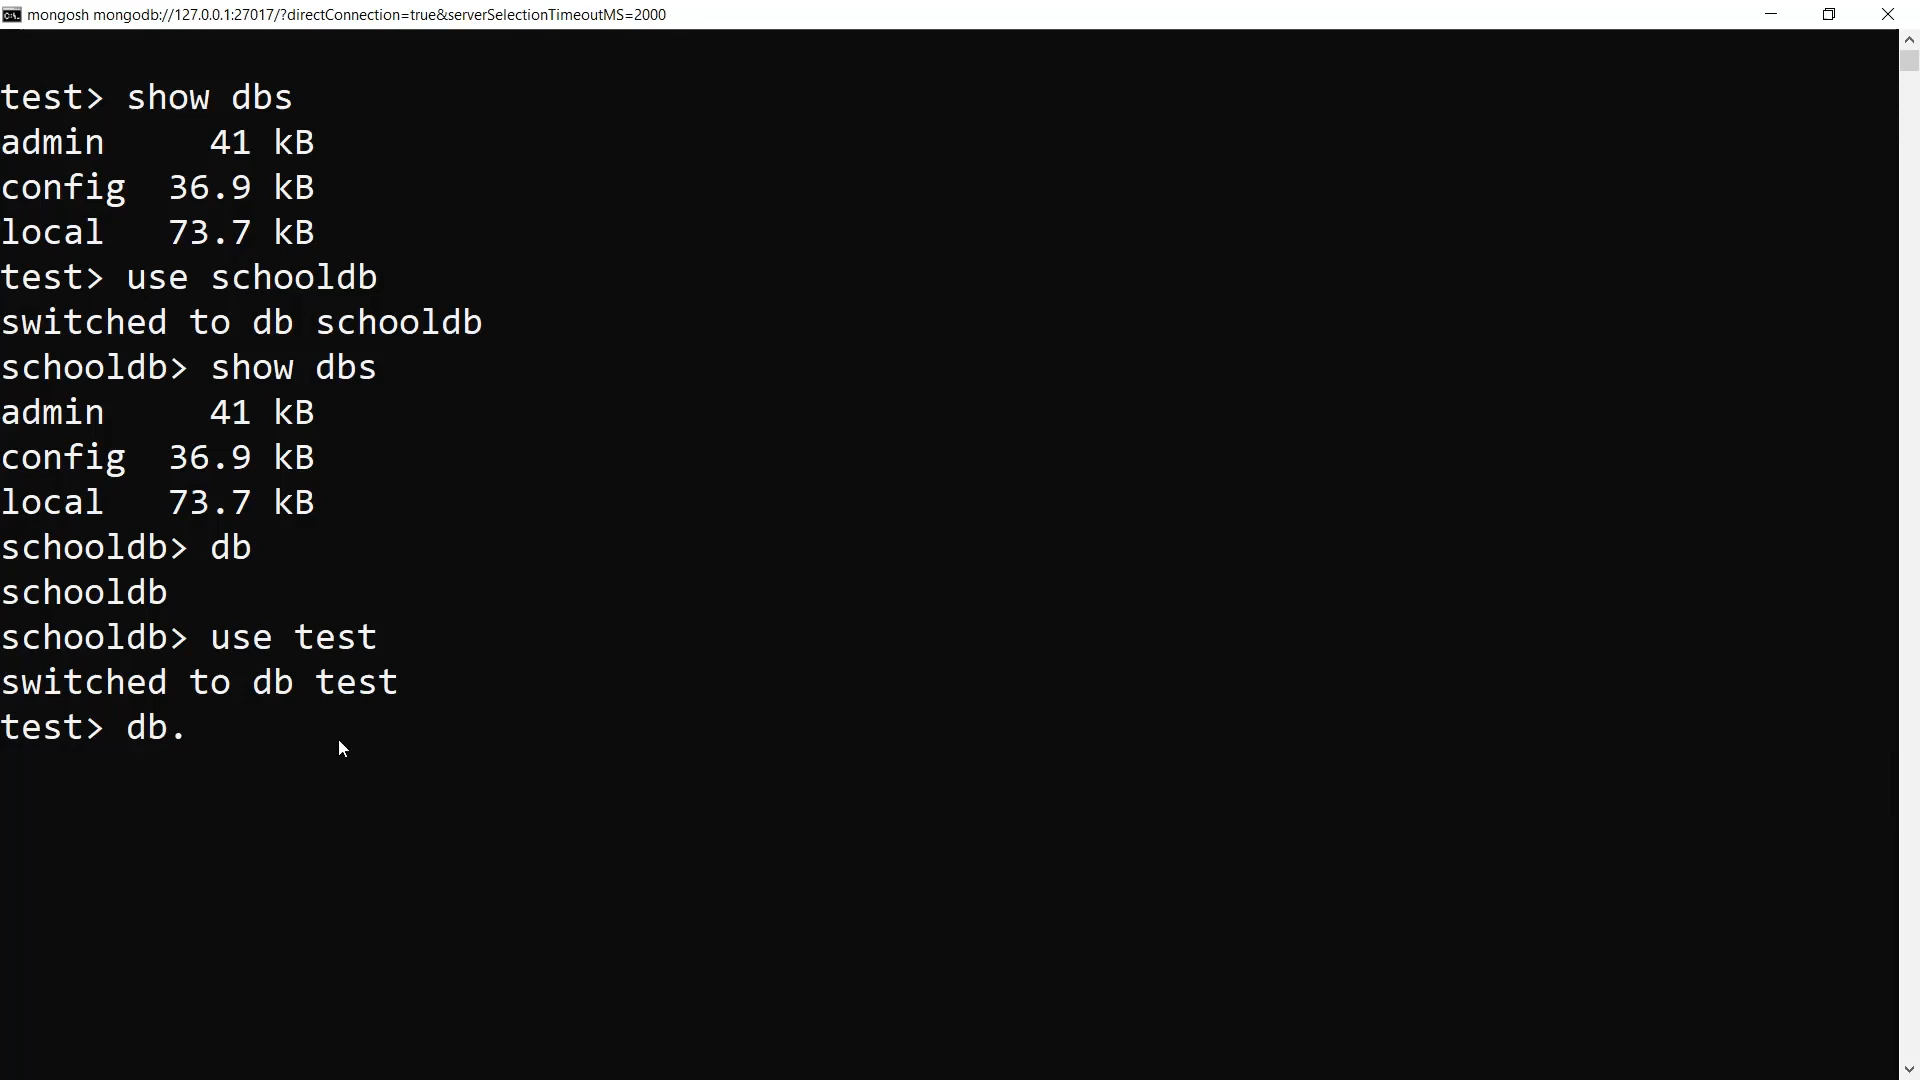 mongosh mongodb://127.0.0.1:27017/?directConnection=true&serverSelectionTimeoutMS=2000
test> show dbs
admin     41 kB
config  36.9 kB
local   73.7 kB
test> use schooldb
switched to db schooldb
schooldb> show dbs
admin     41 kB
config  36.9 kB
local   73.7 kB
schooldb> db
schooldb
schooldb> use test
switched to db test
test> db.